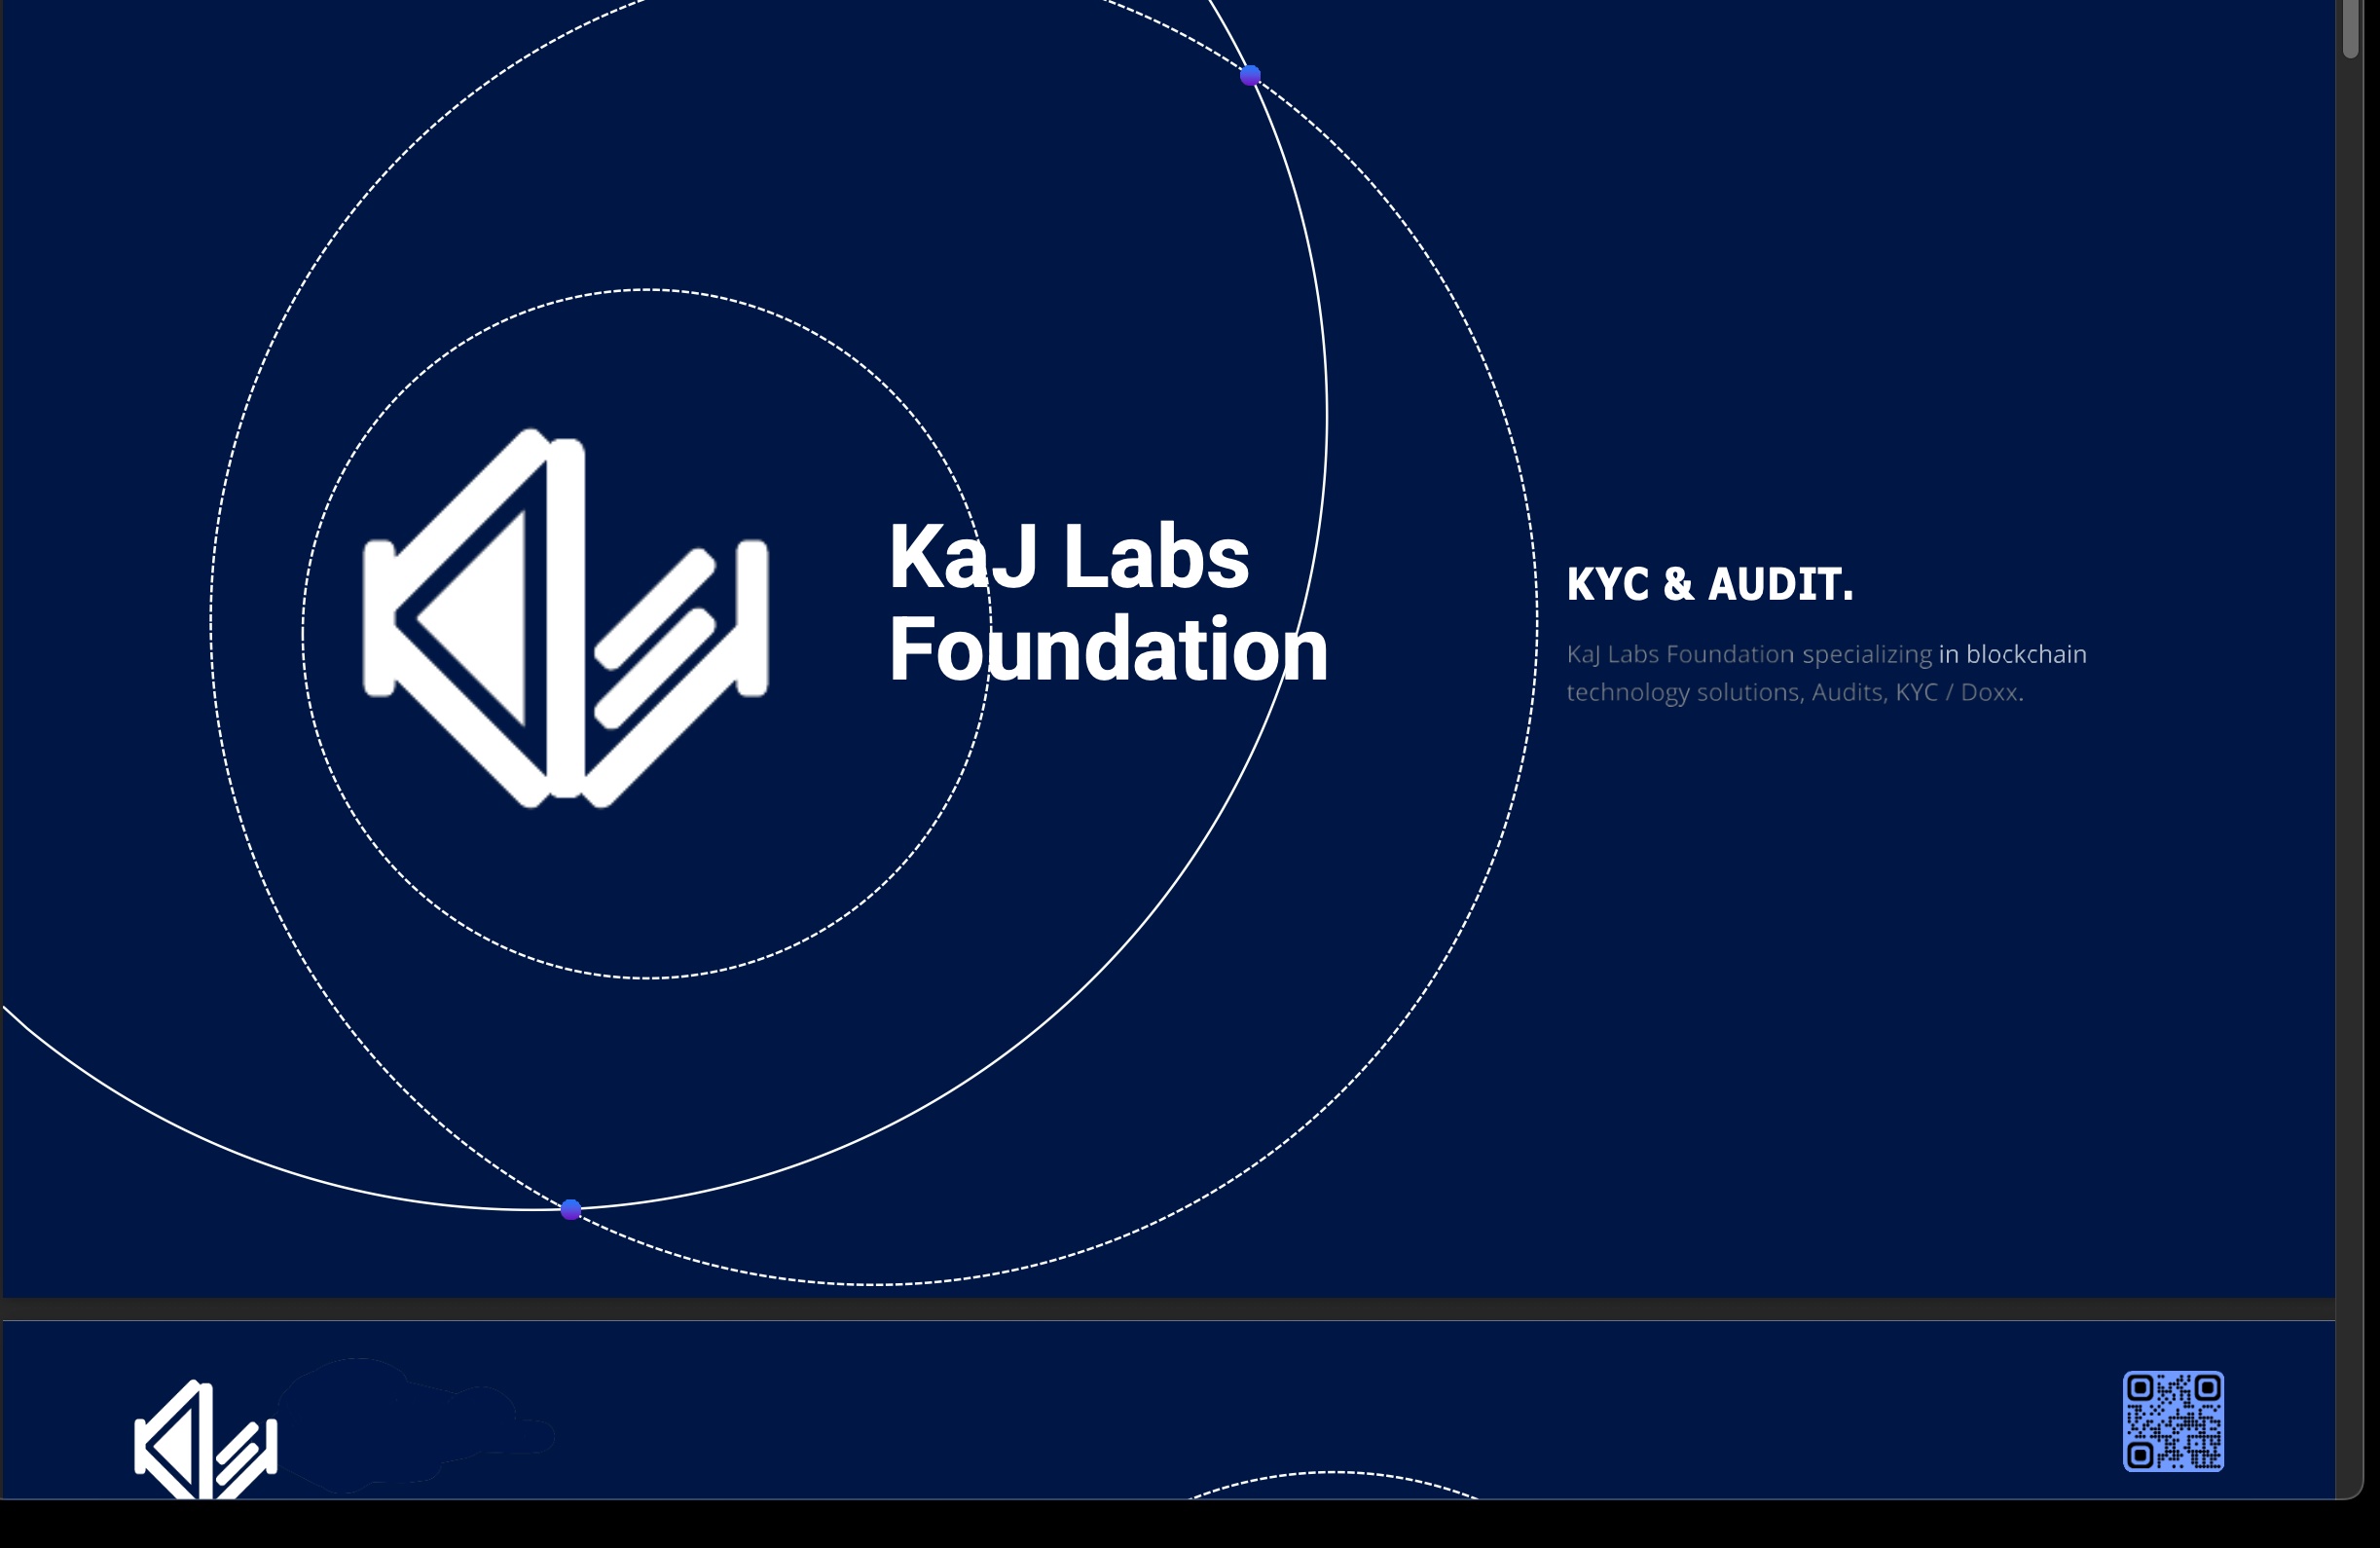 KaJ Labs
Foundation
KYC & AUDIT.
KaJ Labs Foundation specializing in blockchain
technology solutions, Audits, KYC / Doxx.